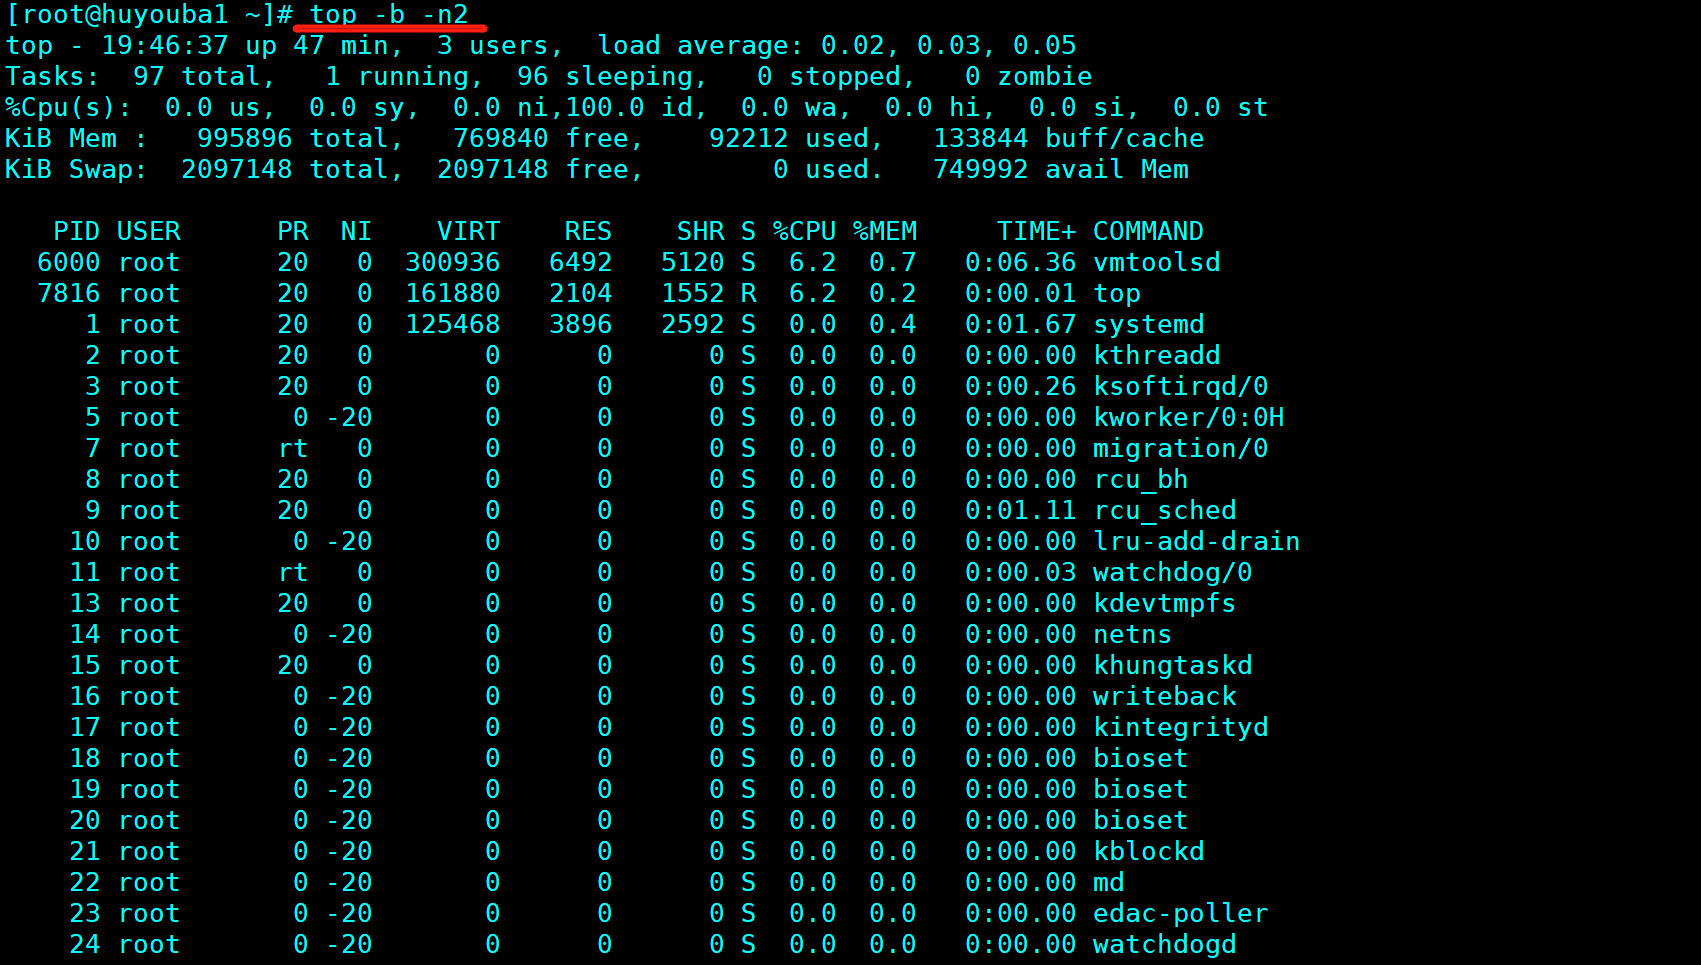 [root@huyouba1 ~]# top -b -n2
top - 19:46:37 up 47 min,  3 users,  load average: 0.02, 0.03, 0.05
Tasks:  97 total,   1 running,  96 sleeping,   0 stopped,   0 zombie
%Cpu(s):  0.0 us,  0.0 sy,  0.0 ni,100.0 id,  0.0 wa,  0.0 hi,  0.0 si,  0.0 st
KiB Mem :   995896 total,   769840 free,    92212 used,   133844 buff/cache
KiB Swap:  2097148 total,  2097148 free,        0 used.   749992 avail Mem
   PID USER      PR  NI    VIRT    RES    SHR S %CPU %MEM     TIME+ COMMAND
  6000 root      20   0  300936   6492   5120 S  6.2  0.7   0:06.36 vmtoolsd
  7816 root      20   0  161880   2104   1552 R  6.2  0.2   0:00.01 top
     1 root      20   0  125468   3896   2592 S  0.0  0.4   0:01.67 systemd
     2 root      20   0       0      0      0 S  0.0  0.0   0:00.00 kthreadd
     3 root      20   0       0      0      0 S  0.0  0.0   0:00.26 ksoftirqd/0
     5 root       0 -20       0      0      0 S  0.0  0.0   0:00.00 kworker/0:0H
     7 root      rt   0       0      0      0 S  0.0  0.0   0:00.00 migration/0
     8 root      20   0       0      0      0 S  0.0  0.0   0:00.00 rcu_bh
     9 root      20   0       0      0      0 S  0.0  0.0   0:01.11 rcu_sched
    10 root       0 -20       0      0      0 S  0.0  0.0   0:00.00 lru-add-drain
    11 root      rt   0       0      0      0 S  0.0  0.0   0:00.03 watchdog/0
    13 root      20   0       0      0      0 S  0.0  0.0   0:00.00 kdevtmpfs
    14 root       0 -20       0      0      0 S  0.0  0.0   0:00.00 netns
    15 root      20   0       0      0      0 S  0.0  0.0   0:00.00 khungtaskd
    16 root       0 -20       0      0      0 S  0.0  0.0   0:00.00 writeback
    17 root       0 -20       0      0      0 S  0.0  0.0   0:00.00 kintegrityd
    18 root       0 -20       0      0      0 S  0.0  0.0   0:00.00 bioset
    19 root       0 -20       0      0      0 S  0.0  0.0   0:00.00 bioset
    20 root       0 -20       0      0      0 S  0.0  0.0   0:00.00 bioset
    21 root       0 -20       0      0      0 S  0.0  0.0   0:00.00 kblockd
    22 root       0 -20       0      0      0 S  0.0  0.0   0:00.00 md
    23 root       0 -20       0      0      0 S  0.0  0.0   0:00.00 edac-poller
    24 root       0 -20       0      0      0 S  0.0  0.0   0:00.00 watchdogd